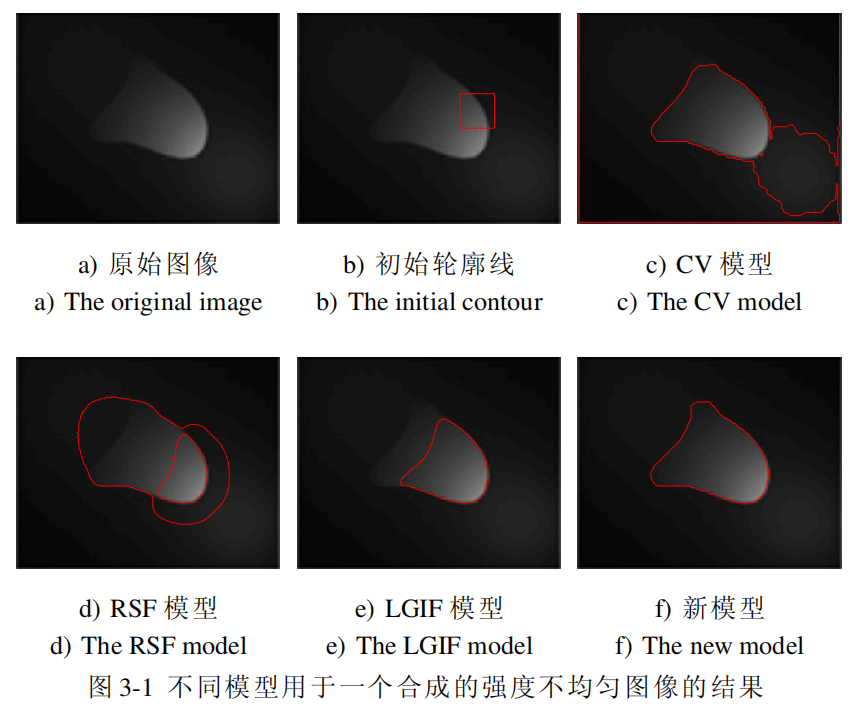 a) 原始图像
b) 初始轮廓线
c) CV 模型
a) The original image
b) The initial contour
c) The CV model
d) RSF 模型
e) LGIF 模型
f) 新模型
d) The RSF model
e) The LGIF model
f) The new model
图 3-1 不同模型用于一个合成的强度不均匀图像的结果